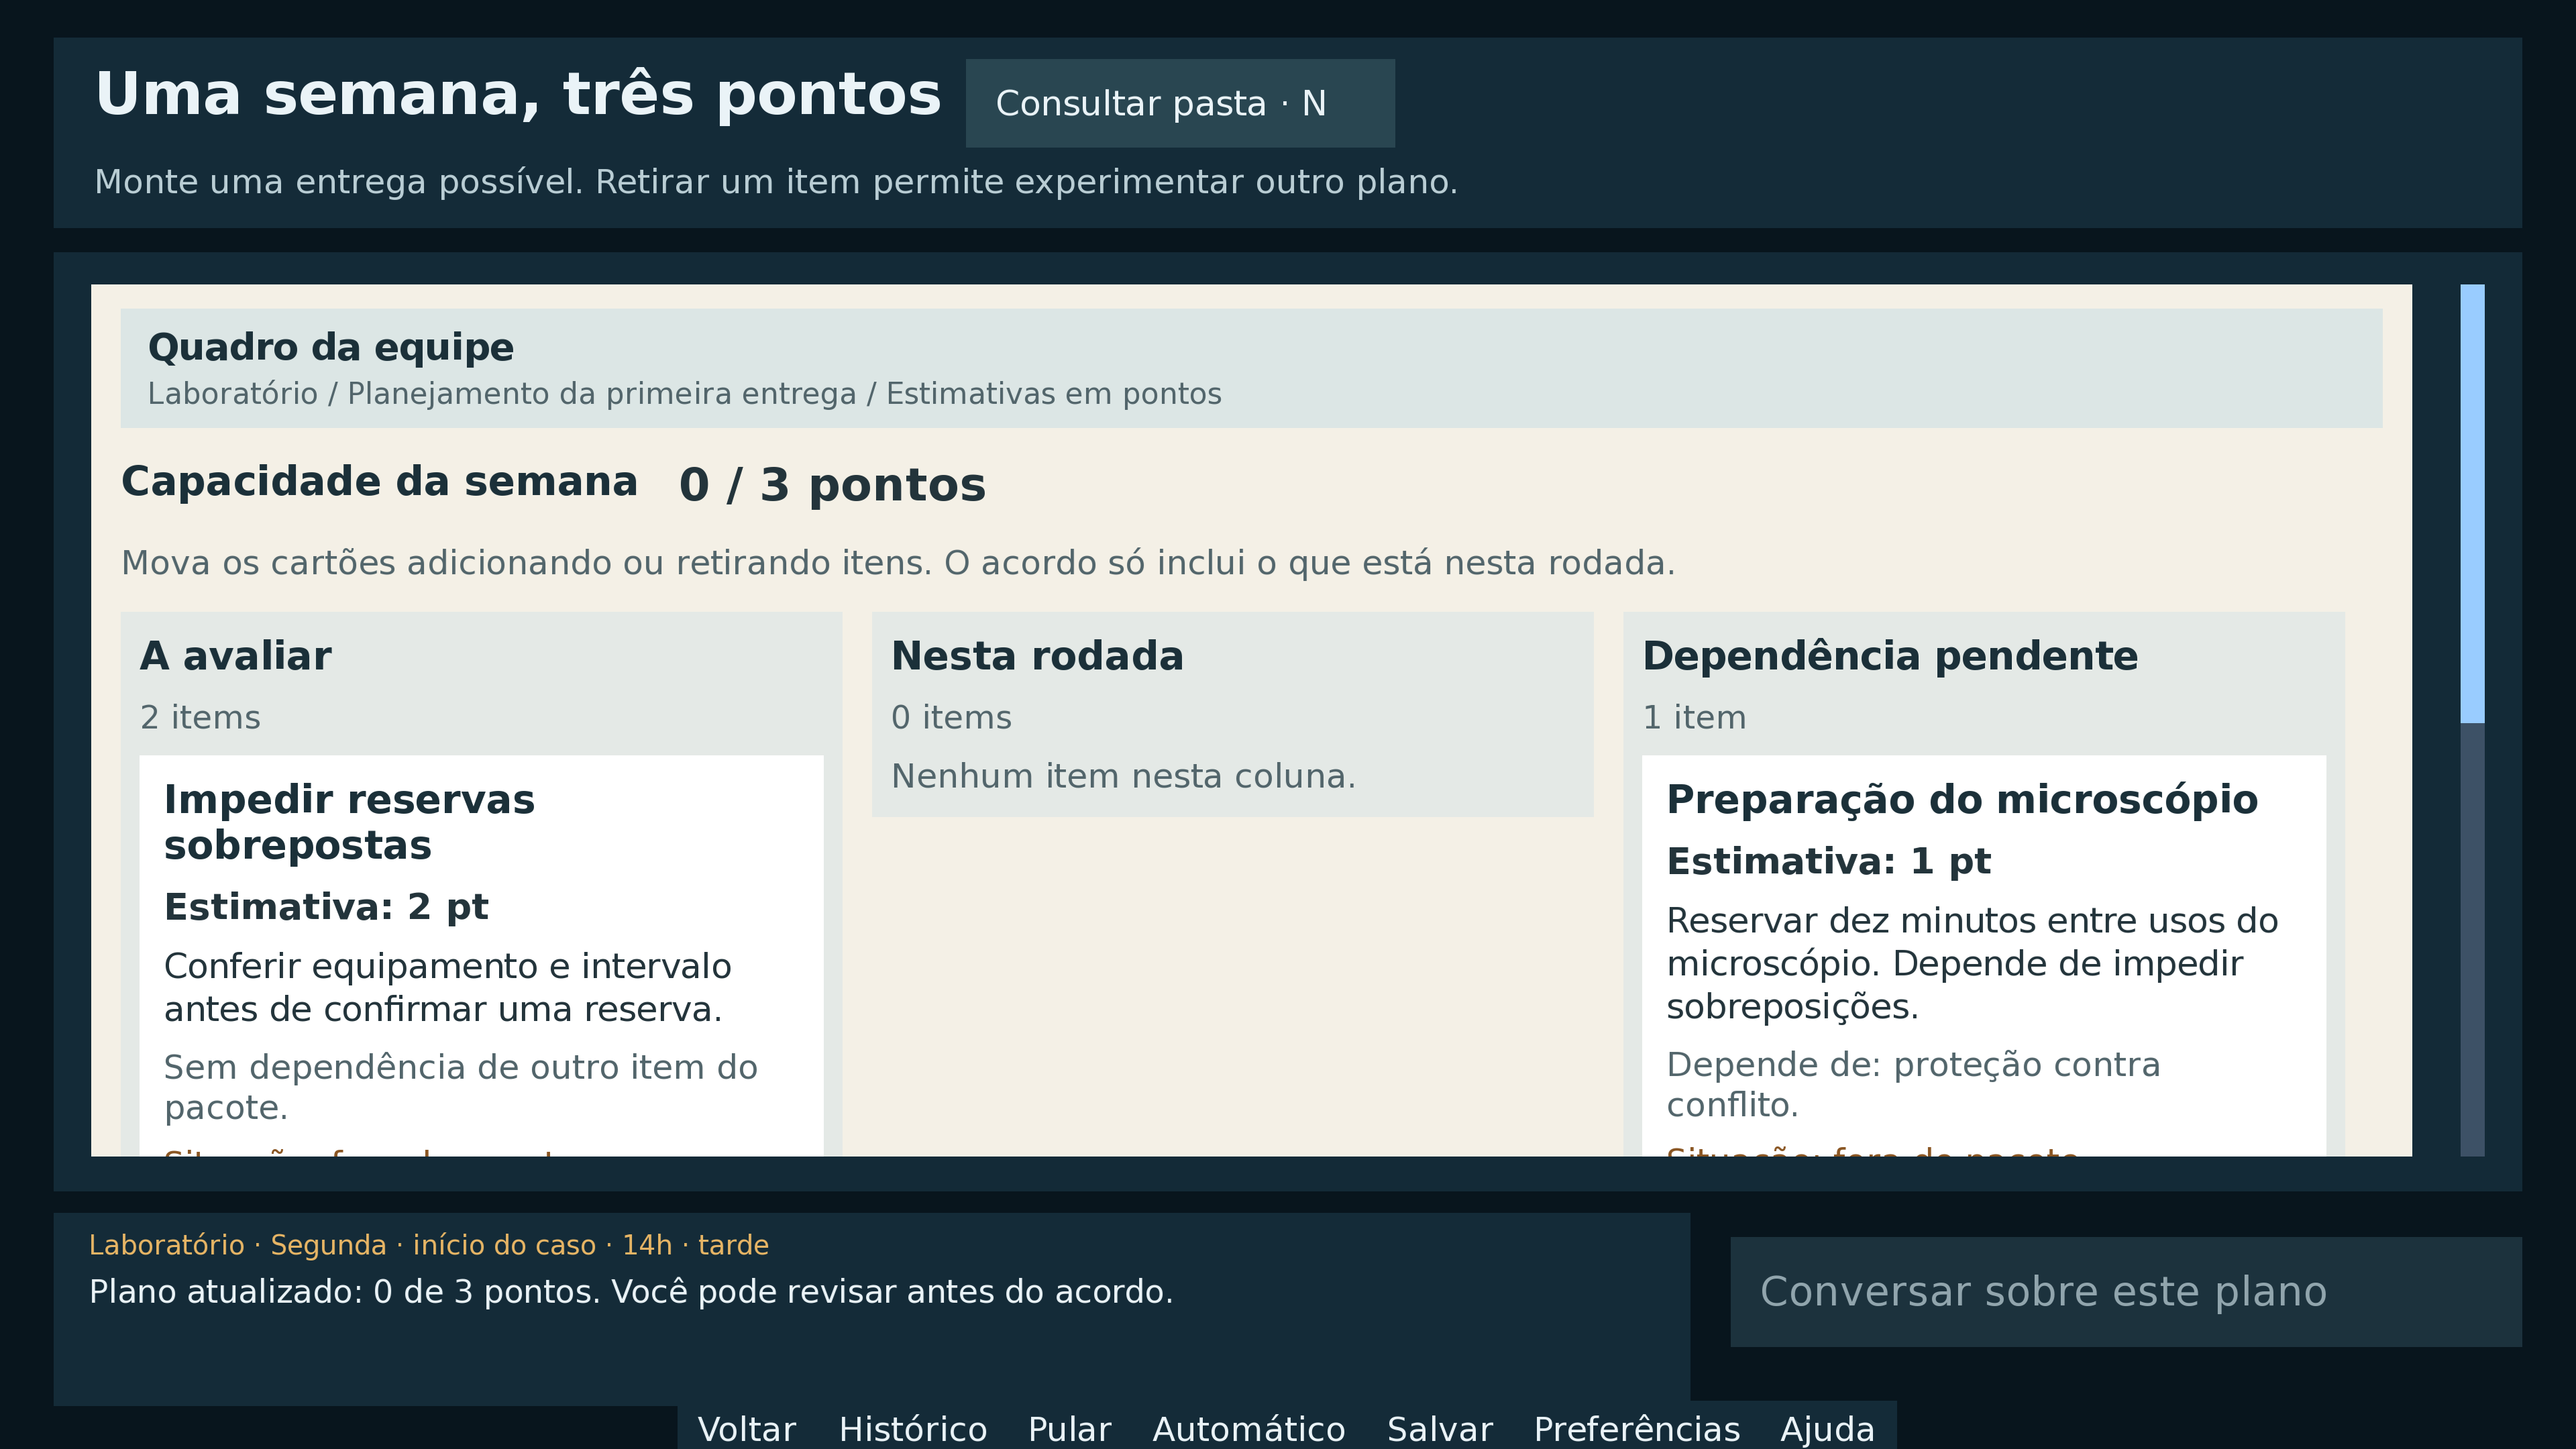 Uma semana, três pontos
Consultar pasta · N
Monte uma entrega possível. Retirar um item permite experimentar outro plano.
Quadro da equipe
Laboratório / Planejamento da primeira entrega / Estimativas em pontos
Capacidade da semana 0 / 3 pontos
Mova os cartões adicionando ou retirando itens. O acordo só inclui o que está nesta rodada.
A avaliar
2 items
Impedir reservas
sobrepostas
Estimativa: 2 pt
Conferir equipamento e intervalo
antes de confirmar uma reserva.
Sem dependência de outro item do
pacote.
Nesta rodada
0 items
Nenhum item nesta coluna.
Dependência pendente
1 item
Preparação do microscópio
Estimativa: 1 pt
Reservar dez minutos entre usos do
microscópio. Depende de impedir
sobreposições.
Depende de: proteção contra
conflito.
Situação: fora do pacote
Laboratório · Segunda · início do caso · 14h · tarde
Plano atualizado: 0 de 3 pontos. Você pode revisar antes do acordo.
Conversar sobre este plano
Voltar Histórico Pular Automático Salvar Preferências Ajuda